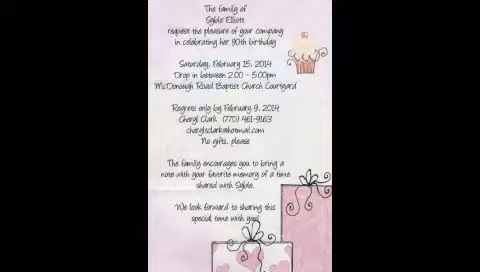 The family of
Sybile Elliott
request the pleasure of your company
in celebrating her 90th birthday
Saturday, February 15, 2014
Drop in between 2:00 - 5:00pm
McDonough Road Baptist Church Courtyard
Regrets only by February 9, 2014
Cheryl Clark (770) 461-9163
cherylsclark@hotmail.com
No gifts, please
The family encourages you to bring a
note with your favorite memory of a time
shared with Sybile.
We look forward to sharing this
special time with you!